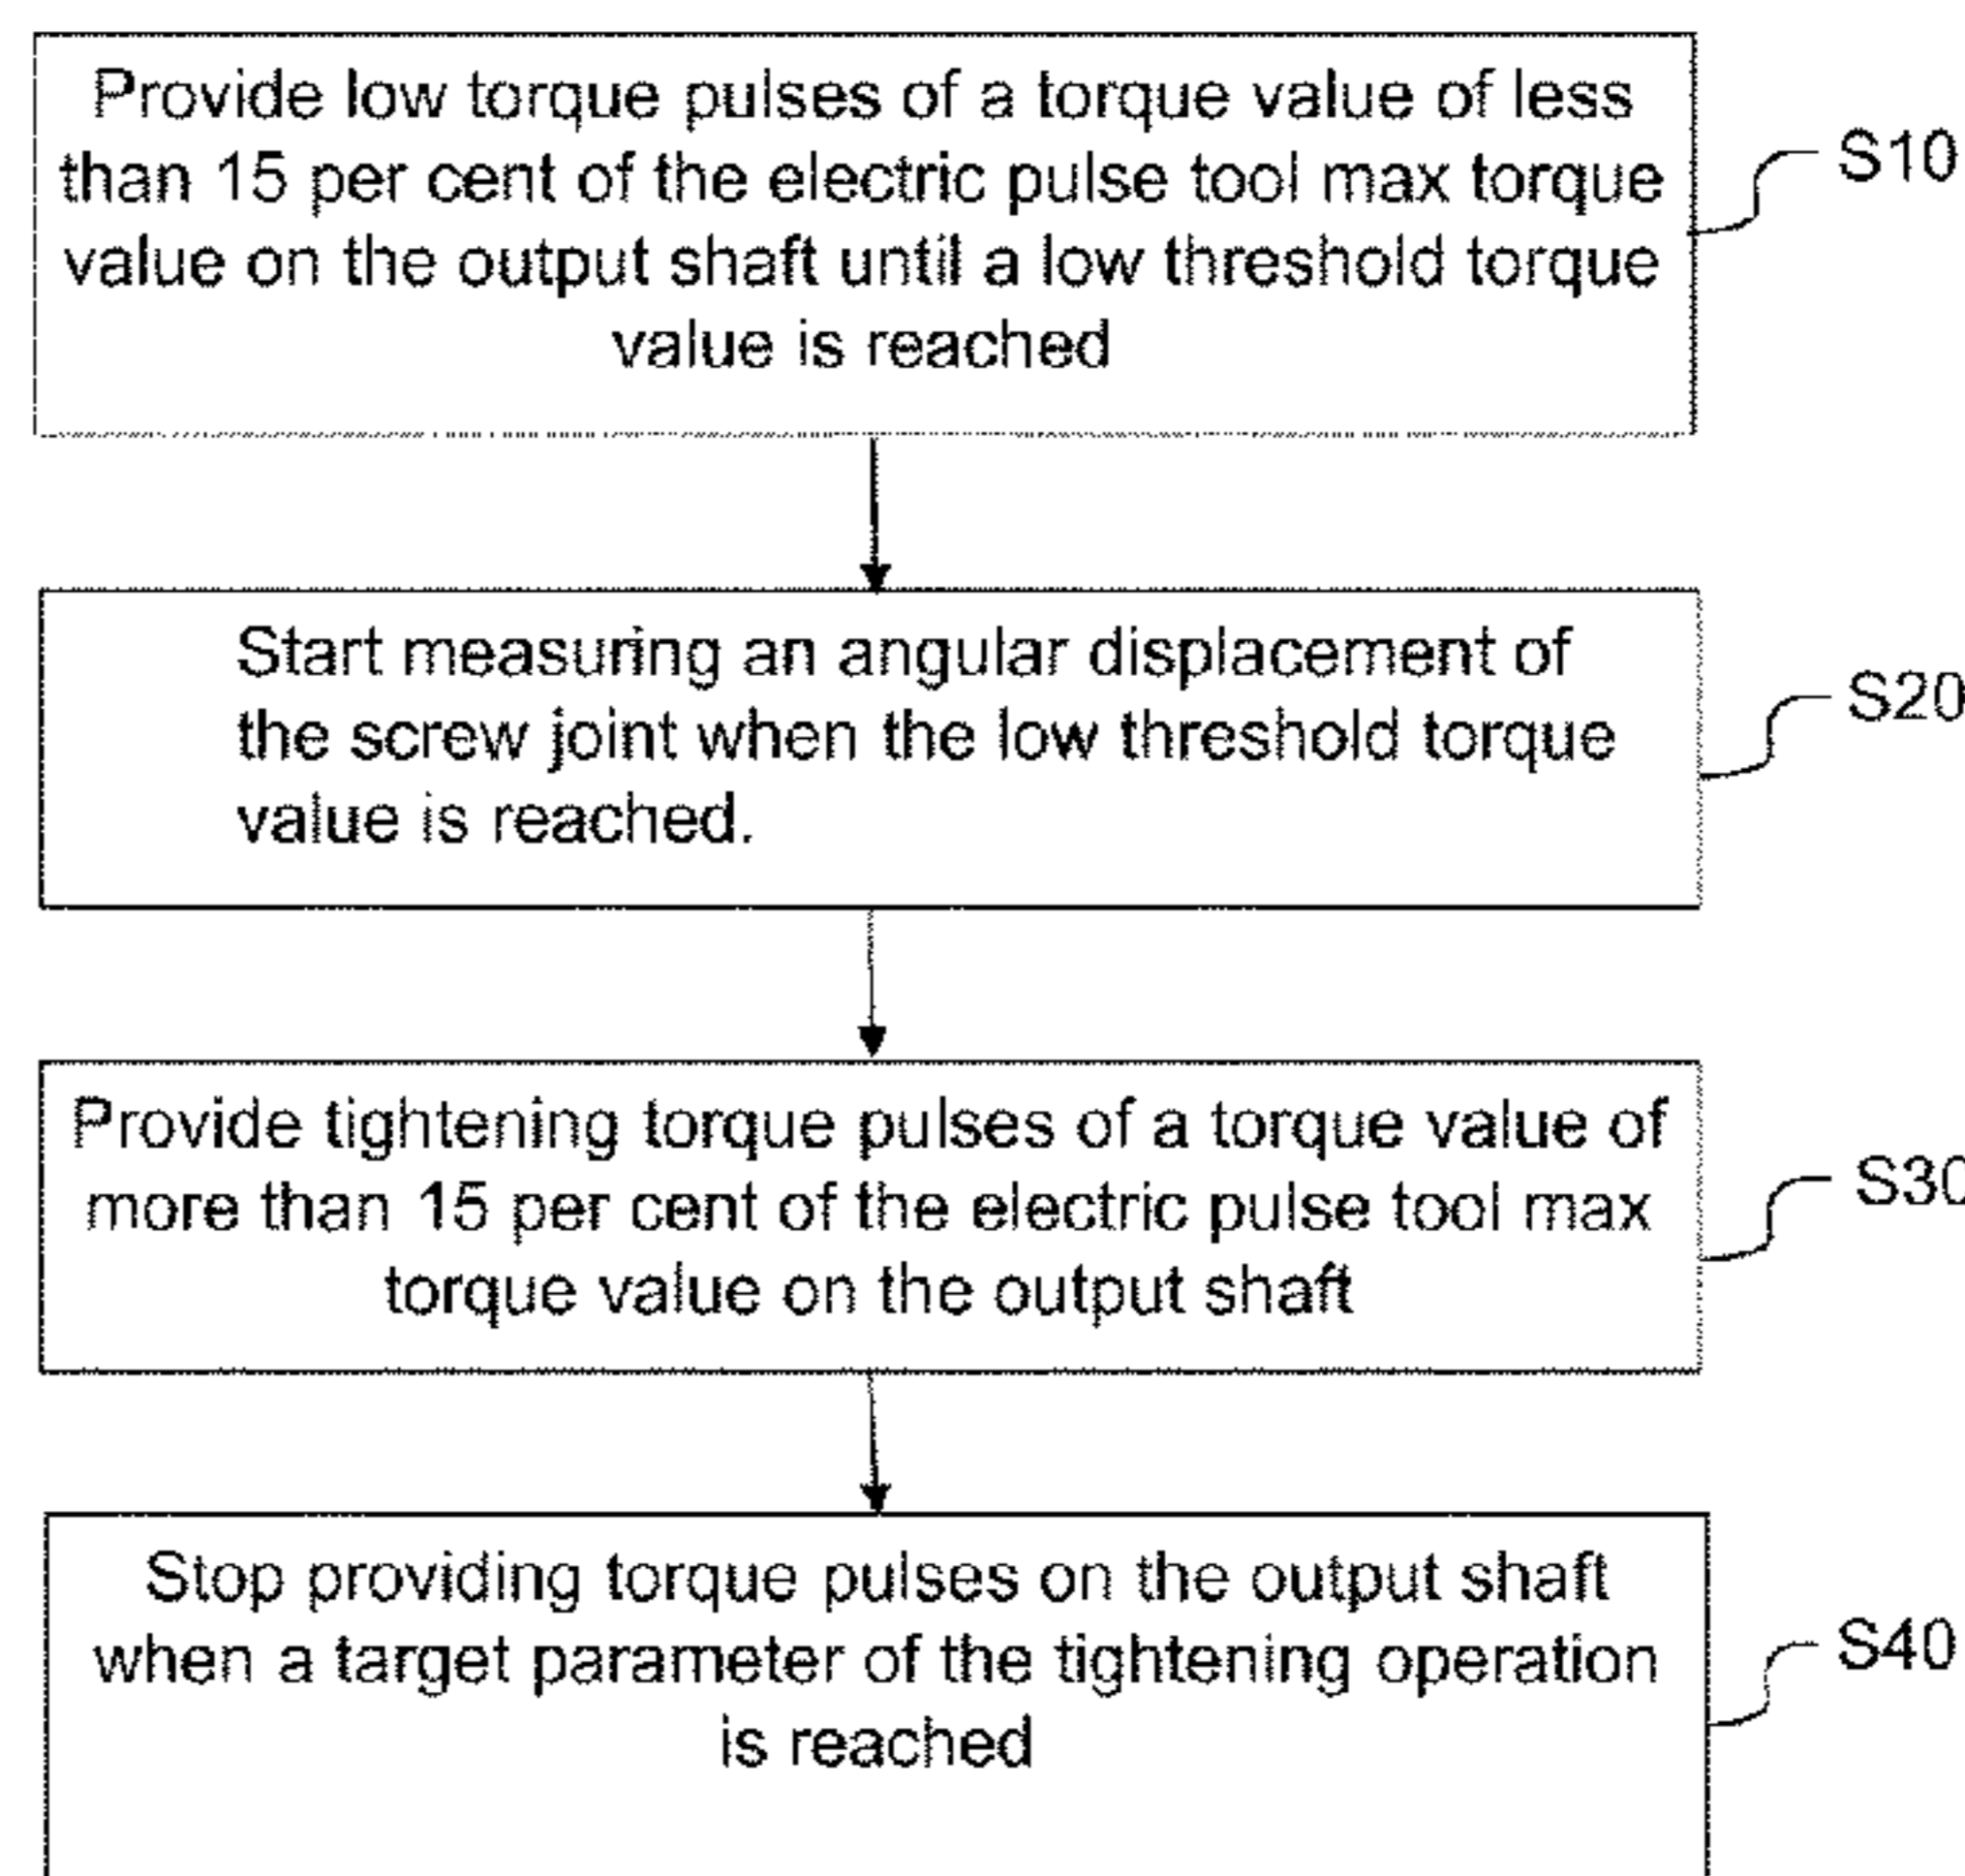 Provide low torque pulses of a torque value of less
than 15 per cent of the electric pulse tool max torque
value on the output shaft until a low threshold torque
value is reached
S10
Start measuring an angular displacement of
the screw joint when the low threshold torque
value is reached.
S20
Provide tightening torque pulses of a torque value of
more than 15 per cent of the electric pulse tool max
torque value on the output shaft
S30
Stop providing torque pulses on the output shaft
when a target parameter of the tightening operation
is reached
S40